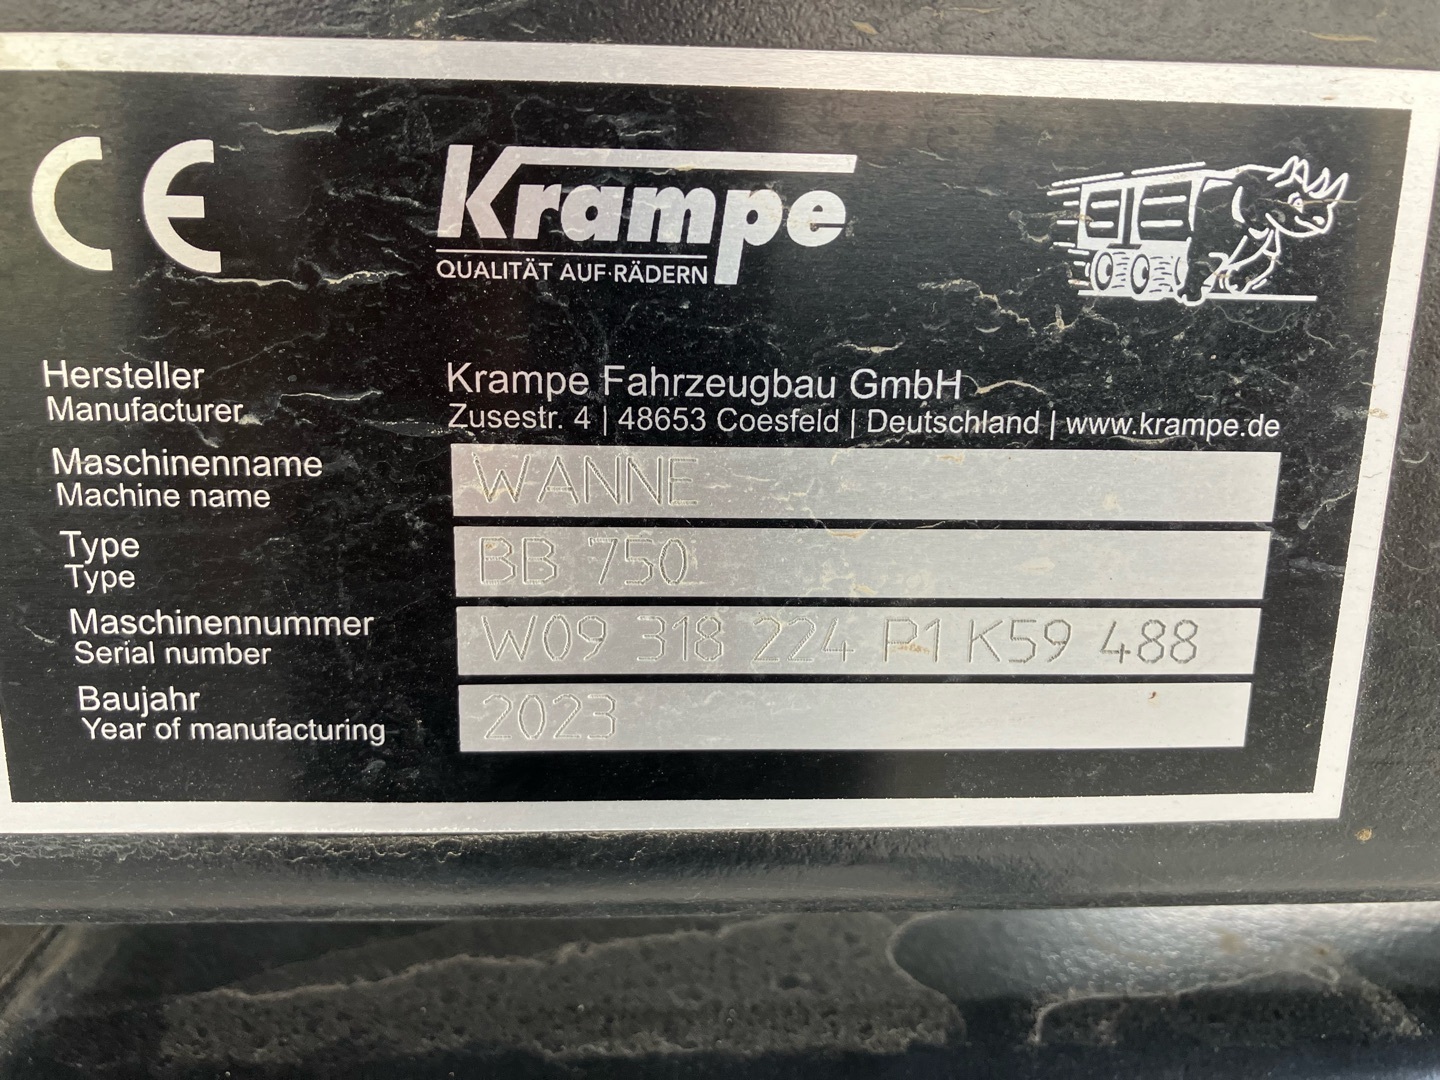 CE
Krampe
QUALITÄT AUF RÄDERN
Hersteller
Manufacturer
Krampe Fahrzeugbau GmbH
Zusestr. 4 | 48653 Coesfeld | Deutschland | www.krampe.de
Maschinenname
Machine name
WANNE
Type
Type
BB 750
Maschinennummer
Serial number
W09 318 224 P1 K59 488
Baujahr
Year of manufacturing
2023